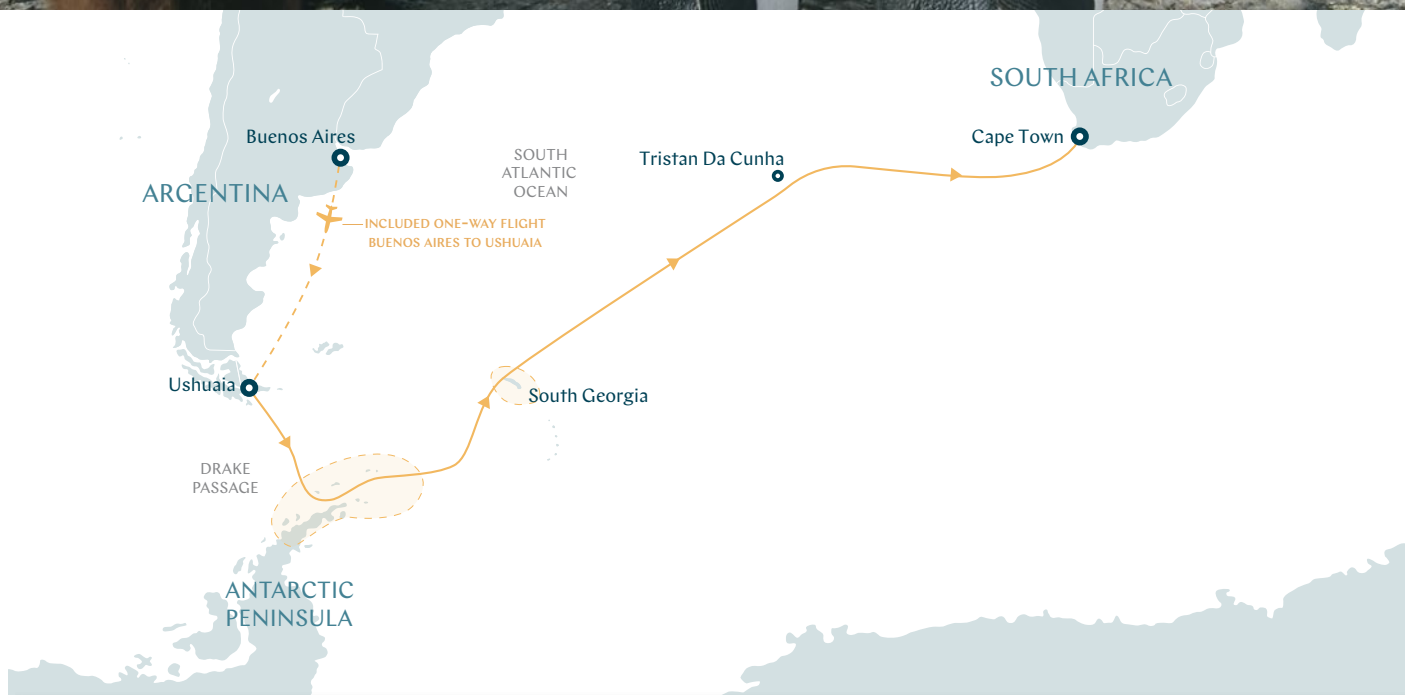 SOUTH AFRICA
Buenos Aires
Cape Town
SOUTH
ATLANTIC
OCEAN
Tristan Da Cunha
ARGENTINA
INCLUDED ONE-WAY FLIGHT
BUENOS AIRES TO USHUAIA
Ushuaia
South Georgia
DRAKE
PASSAGE
ANTARCTIC
PENINSULA